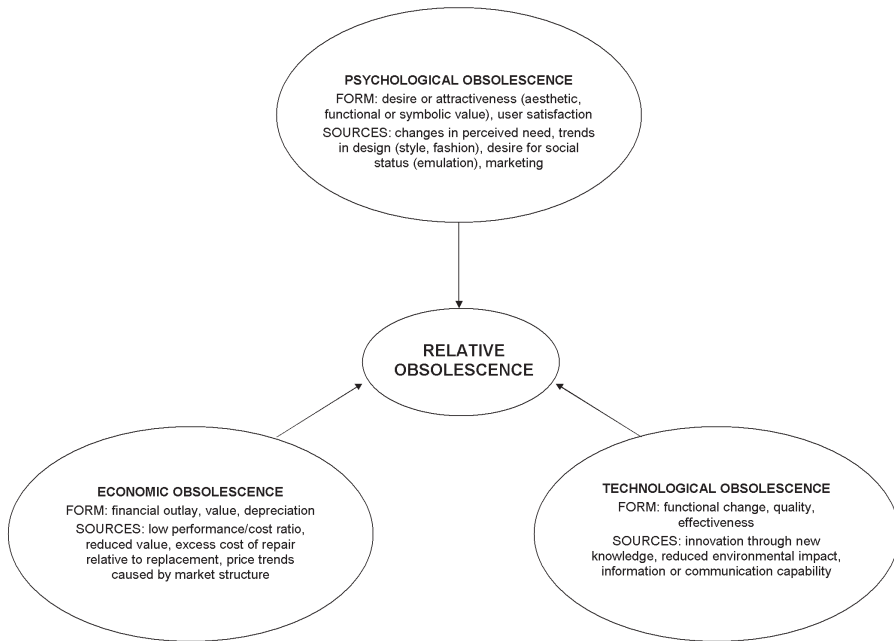 PSYCHOLOGICAL OBSOLESCENCE
FORM: desire or attractiveness (aesthetic,
functional or symbolic value), user satisfaction
SOURCES: changes in perceived need, trends
in design (style, fashion), desire for social
status (emulation), marketing
RELATIVE
OBSOLESCENCE
ECONOMIC OBSOLESCENCE
FORM: financial outlay, value, depreciation
SOURCES: low performance/cost ratio,
reduced value, excess cost of repair
relative to replacement, price trends
caused by market structure
TECHNOLOGICAL OBSOLESCENCE
FORM: functional change, quality,
effectiveness
SOURCES: innovation through new
knowledge, reduced environmental impact,
information or communication capability